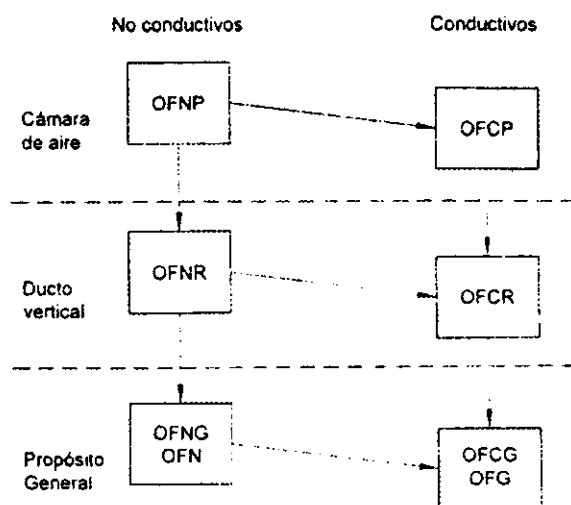 No conductivos
Conductivos
Cámara
de aire
OFNP
OFCP
Ducto
vertical
OFNR
OFCR
Propósito
General
OFNG
OFN
OFCG
OFG